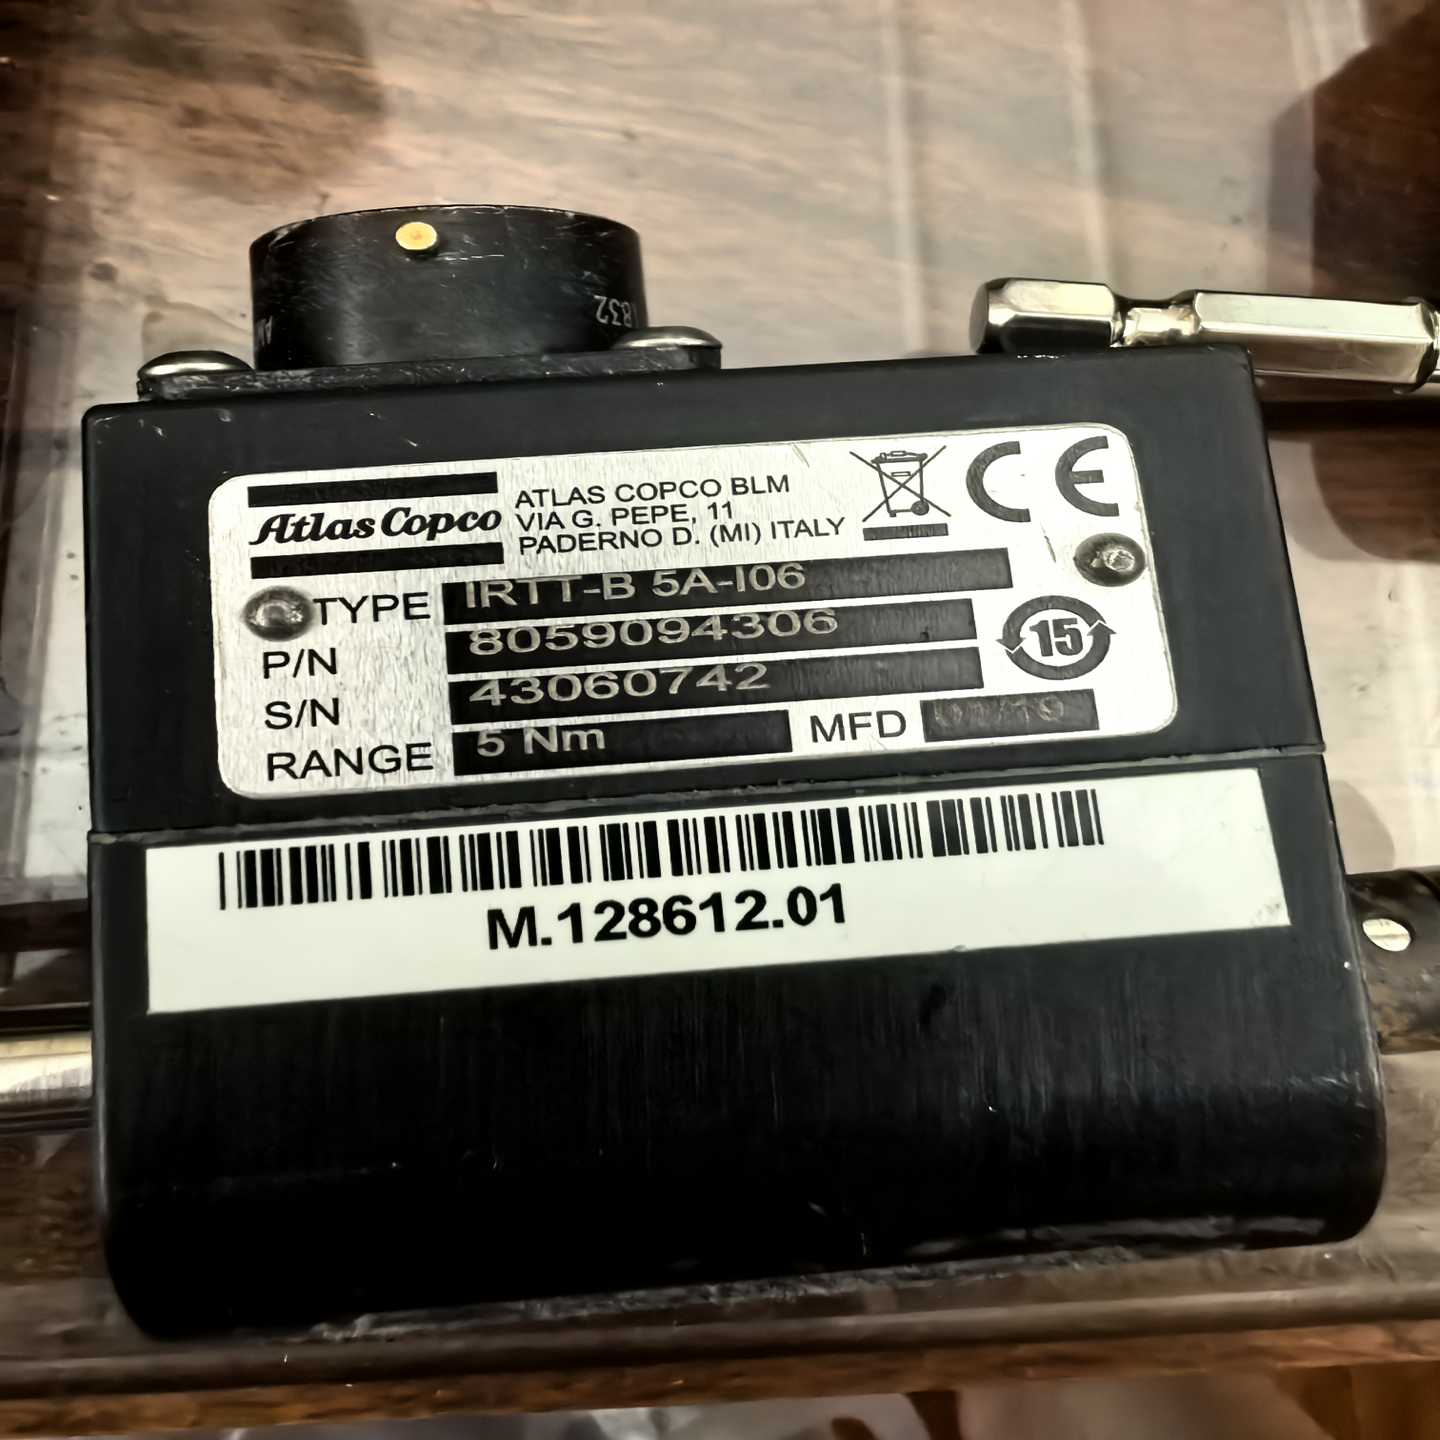 Atlas Copco
ATLAS COPCO BLM
VIA G. PEPE, 11
PADERNO D. (MI) ITALY
CE
TYPE IRTT-B 5A-I06
P/N 8059094306
S/N 43060742
15
RANGE 5 Nm MFD
M.128612.01